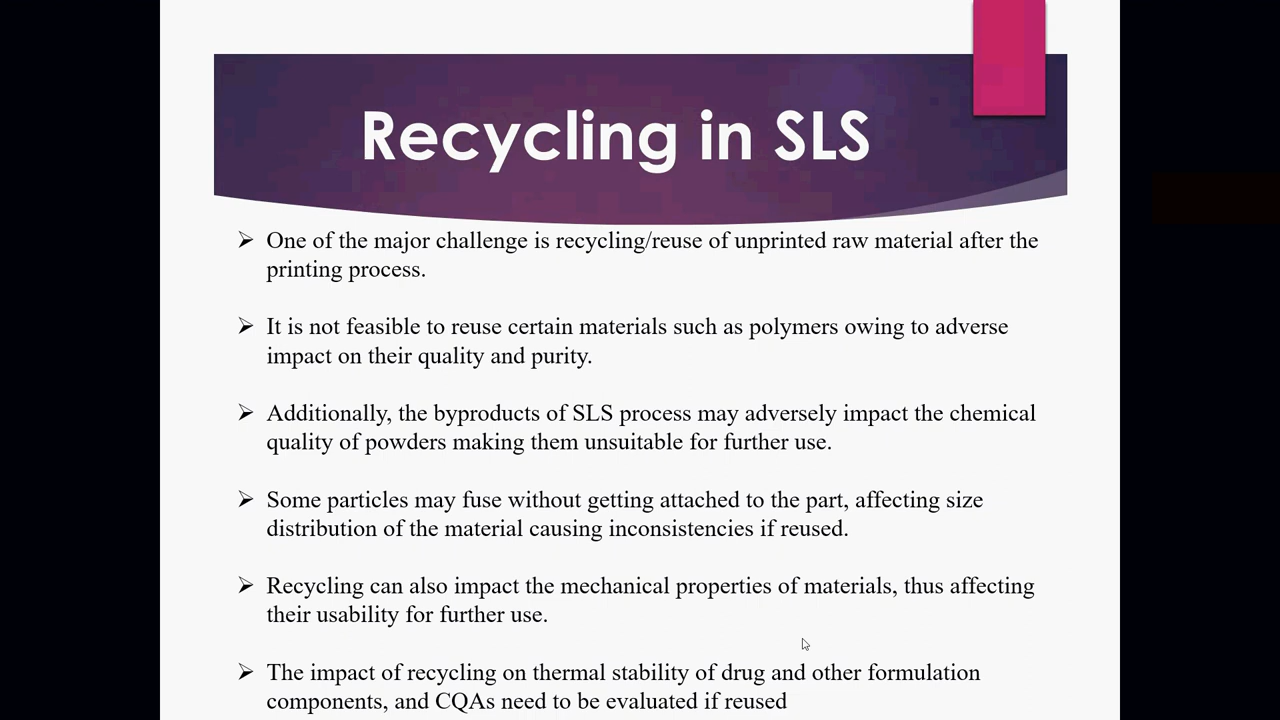 Recycling in SLS
➢ One of the major challenge is recycling/reuse of unprinted raw material after the
printing process.
➢ It is not feasible to reuse certain materials such as polymers owing to adverse
impact on their quality and purity.
➢ Additionally, the byproducts of SLS process may adversely impact the chemical
quality of powders making them unsuitable for further use.
➢ Some particles may fuse without getting attached to the part, affecting size
distribution of the material causing inconsistencies if reused.
➢ Recycling can also impact the mechanical properties of materials, thus affecting
their usability for further use.
➢ The impact of recycling on thermal stability of drug and other formulation
components, and CQAs need to be evaluated if reused